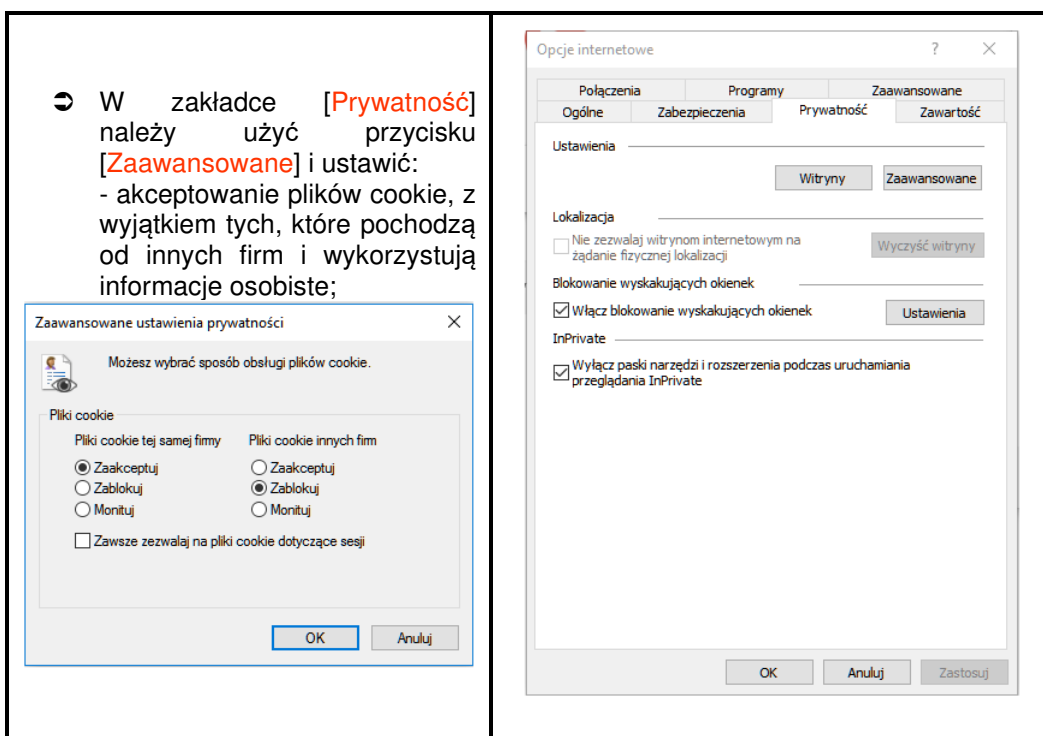 ➲ W zakładce [Prywatność]
należy użyć przycisku
[Zaawansowane] i ustawić:
- akceptowanie plików cookie, z
wyjątkiem tych, które pochodzą
od innych firm i wykorzystują
informacje osobiste;
Zaawansowane ustawienia prywatności
Możesz wybrać sposób obsługi plików cookie.
Pliki cookie
Pliki cookie tej samej firmy Pliki cookie innych firm
Zaakceptuj Zaakceptuj
Zablokuj Zablokuj
Monituj Monituj
Zawsze zezwalaj na pliki cookie dotyczące sesji
OK Anuluj
Opcje internetowe ?
Połączenia Programy Zaawansowane
Ogólne Zabezpieczenia Prywatność Zawartość
Ustawienia
Witryny Zaawansowane
Lokalizacja
Nie zezwalaj witrynom internetowym na
żądanie fizycznej lokalizacji
Wyczyść witryny
Blokowanie wyskakujących okienek
Włącz blokowanie wyskakujących okienek Ustawienia
InPrivate
Wyłącz paski narzędzi i rozszerzenia podczas uruchamiania
przeglądania InPrivate
OK Anuluj Zastosuj